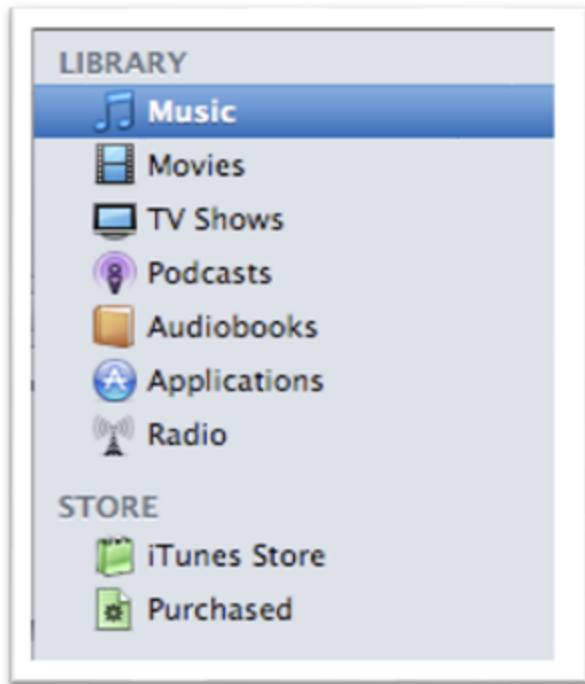 LIBRARY
Music
Movies
TV Shows
Podcasts
Audiobooks
Applications
Radio
STORE
iTunes Store
Purchased